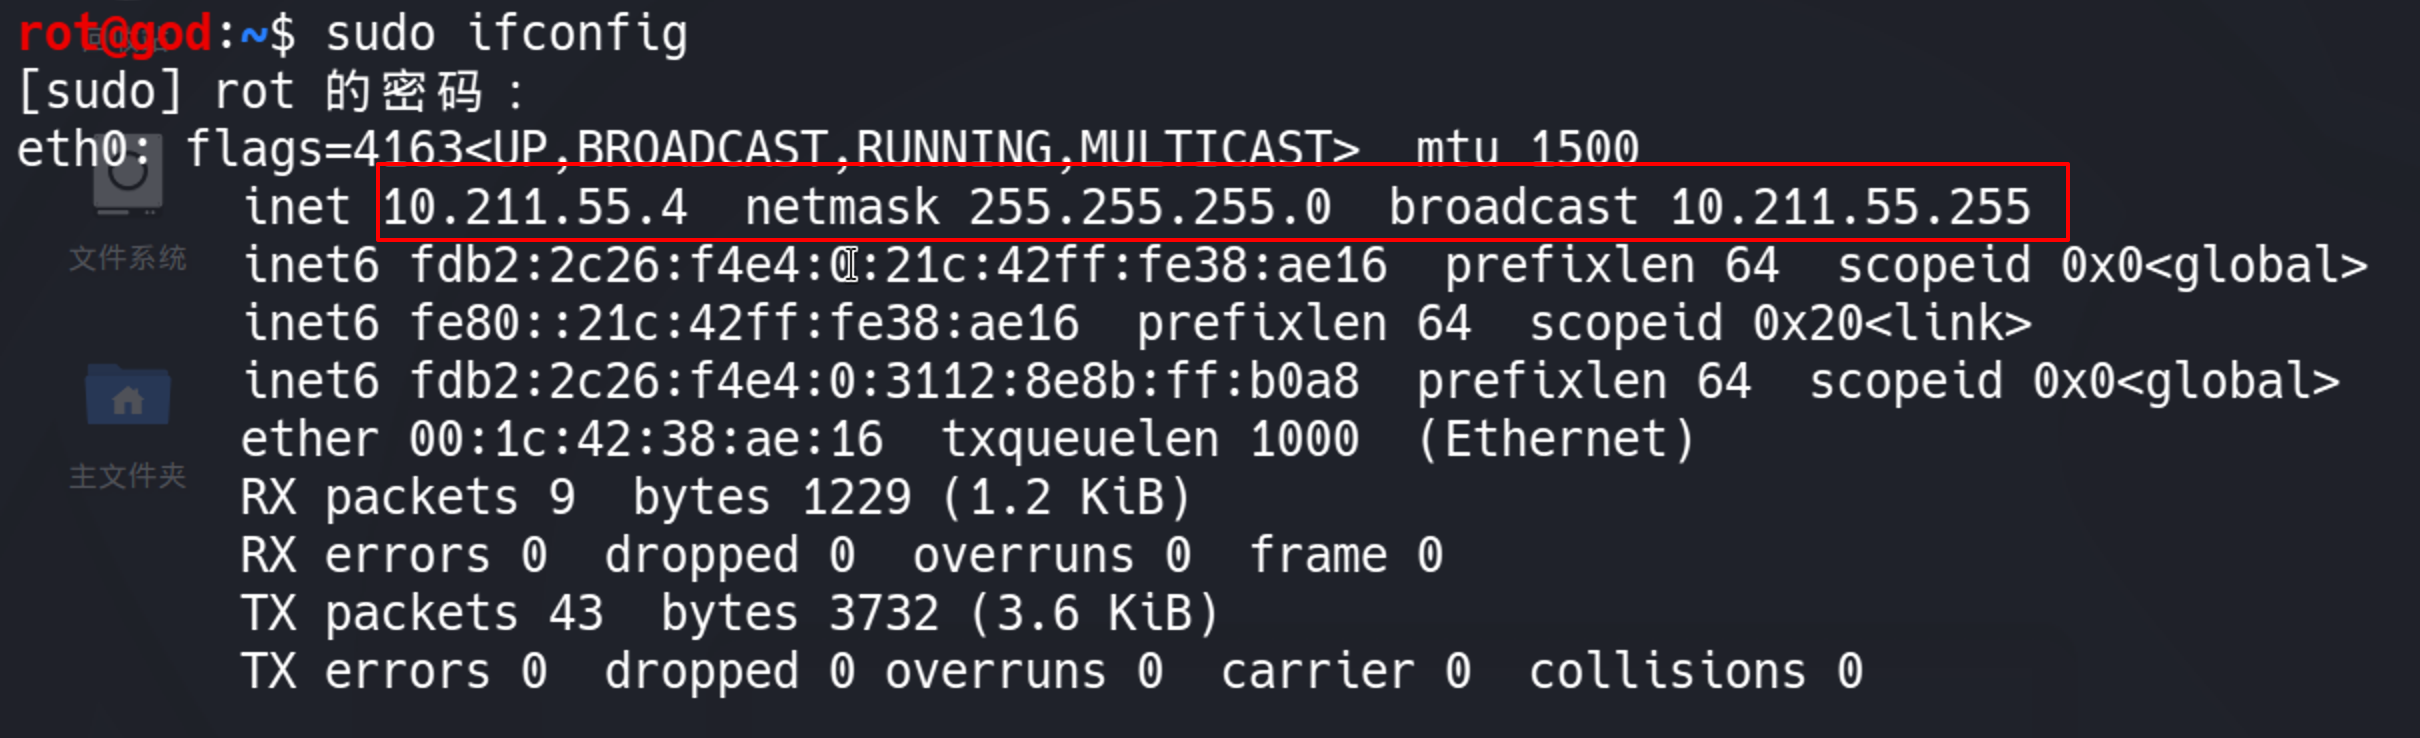 rot@god:~$ sudo ifconfig
[sudo] rot 的密码：
eth0: flags=4163<UP,BROADCAST,RUNNING,MULTICAST>  mtu 1500
inet 10.211.55.4  netmask 255.255.255.0  broadcast 10.211.55.255
inet6 fdb2:2c26:f4e4:0:21c:42ff:fe38:ae16  prefixlen 64  scopeid 0x0<global>
文件系统
inet6 fe80::21c:42ff:fe38:ae16  prefixlen 64  scopeid 0x20<link>
inet6 fdb2:2c26:f4e4:0:3112:8e8b:ff:b0a8  prefixlen 64  scopeid 0x0<global>
ether 00:1c:42:38:ae:16  txqueuelen 1000  (Ethernet)
主文件夹
RX packets 9  bytes 1229 (1.2 KiB)
RX errors 0  dropped 0  overruns 0  frame 0
TX packets 43  bytes 3732 (3.6 KiB)
TX errors 0  dropped 0 overruns 0  carrier 0  collisions 0